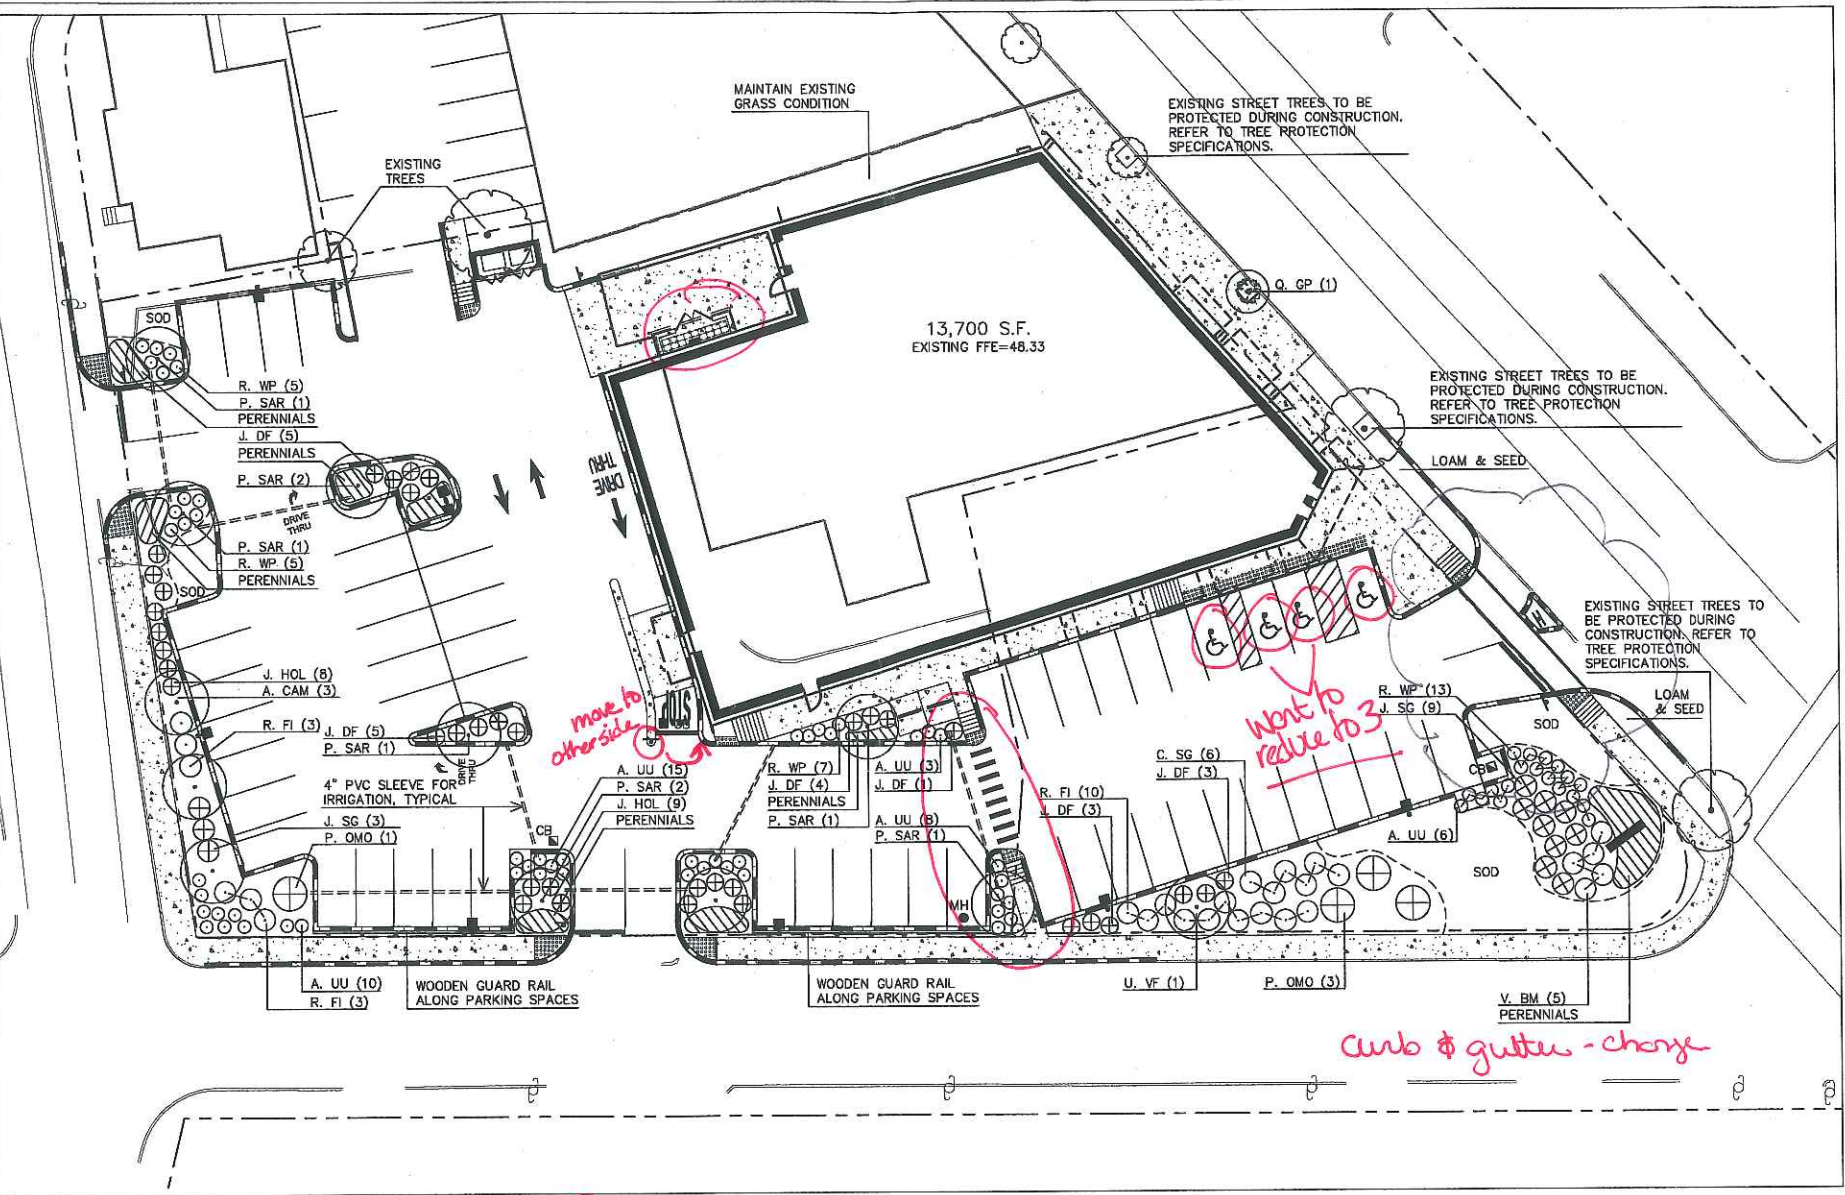 MAINTAIN EXISTING
GRASS CONDITION
EXISTING STREET TREES TO BE
PROTECTED DURING CONSTRUCTION.
REFER TO TREE PROTECTION
SPECIFICATIONS.
EXISTING
TREES
Q. GP (1)
SOD
13,700 S.F.
EXISTING FFE=48.33
R. WP (5)
P. SAR (1)
PERENNIALS
J. DF (5)
PERENNIALS
P. SAR (2)
DRIVE
THRU
EXISTING STREET TREES TO BE
PROTECTED DURING CONSTRUCTION.
REFER TO TREE PROTECTION
SPECIFICATIONS.
LOAM & SEED
DRIVE
THRU
P. SAR (1)
R. WP (5)
PERENNIALS
SOD
EXISTING STREET TREES TO
BE PROTECTED DURING
CONSTRUCTION. REFER TO
TREE PROTECTION
SPECIFICATIONS.
J. HOL (8)
A. CAM (3)
R. FI (3)
J. DF (5)
P. SAR (1)
DRIVE
THRU
move to
other side
STOP
Want to
reduce to 3
R. WP (13)
J. SG (9)
SOD
LOAM
& SEED
4" PVC SLEEVE FOR
IRRIGATION, TYPICAL
A. UU (15)
P. SAR (2)
J. HOL (9)
PERENNIALS
R. WP (7)
J. DF (4)
PERENNIALS
P. SAR (1)
A. UU (3)
J. DF (1)
C. SG (6)
J. DF (3)
CB
R. FI (10)
J. DF (3)
J. SG (3)
P. OMO (1)
CB
A. UU (8)
P. SAR (1)
A. UU (6)
SOD
MH
A. UU (10)
R. FI (3)
WOODEN GUARD RAIL
ALONG PARKING SPACES
WOODEN GUARD RAIL
ALONG PARKING SPACES
U. VF (1)
P. OMO (3)
V. BM (5)
PERENNIALS
curb & gutter - change